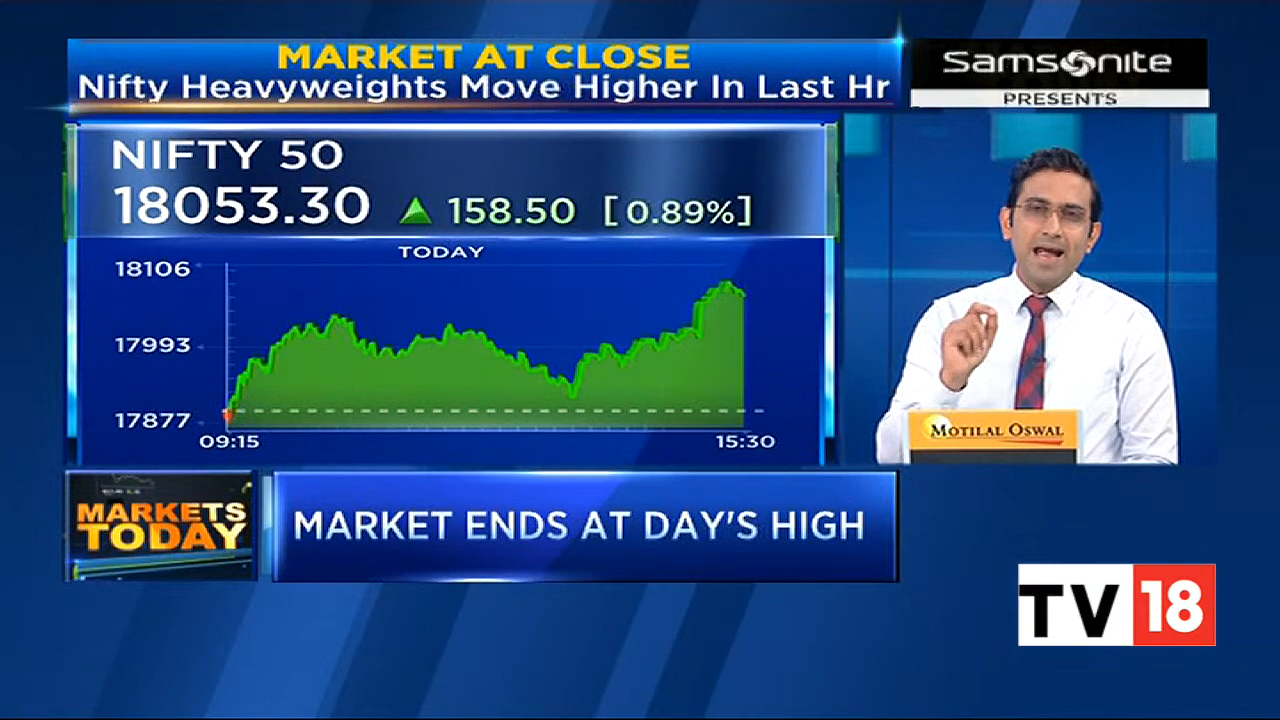 MARKET AT CLOSE
Nifty Heavyweights Move Higher In Last Hr
Samsonite
PRESENTS
NIFTY 50
18053.30 ▲ 158.50 [0.89%]
TODAY
18106
17993
17877
09:15 15:30
MOTILAL OSWAL
MARKETS
TODAY
MARKET ENDS AT DAY'S HIGH
TV18